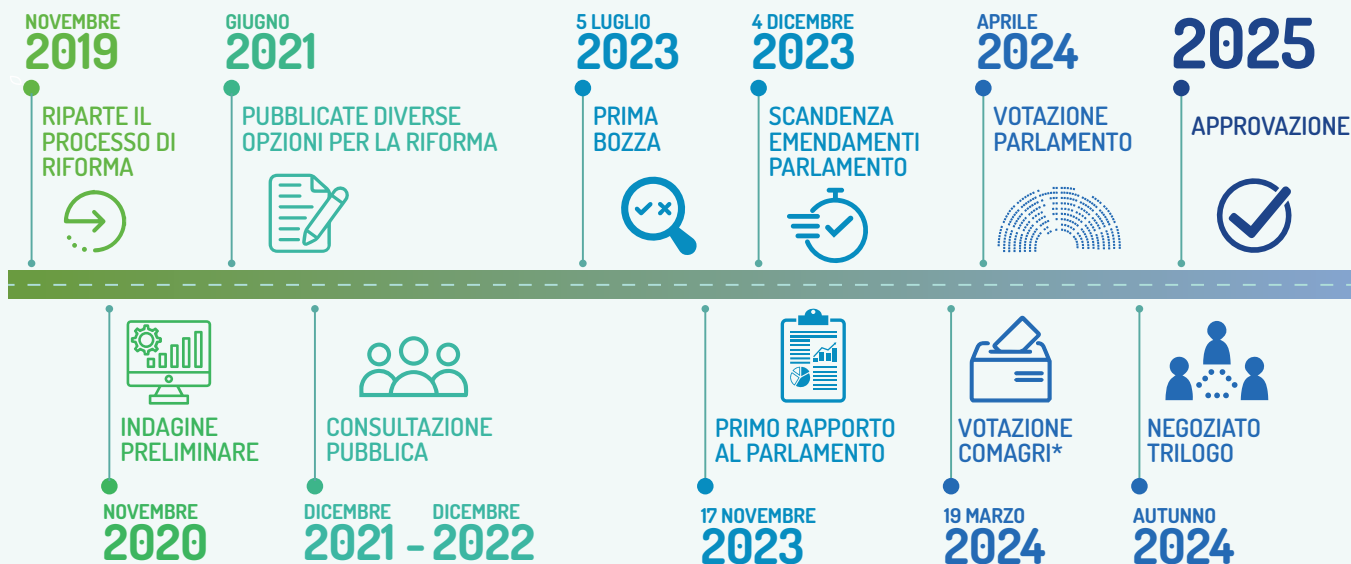 NOVEMBRE
2019
RIPARTE IL
PROCESSO DI
RIFORMA
GIUGNO
2021
PUBBLICATE DIVERSE
OPZIONI PER LA RIFORMA
5 LUGLIO
2023
PRIMA
BOZZA
4 DICEMBRE
2023
SCANDENZA
EMENDAMENTI
PARLAMENTO
APRILE
2024
VOTAZIONE
PARLAMENTO
2025
APPROVAZIONE
INDAGINE
PRELIMINARE
NOVEMBRE
2020
CONSULTAZIONE
PUBBLICA
DICEMBRE DICEMBRE
2021 - 2022
PRIMO RAPPORTO
AL PARLAMENTO
17 NOVEMBRE
2023
VOTAZIONE
COMAGRI*
19 MARZO
2024
NEGOZIATO
TRILOGO
AUTUNNO
2024